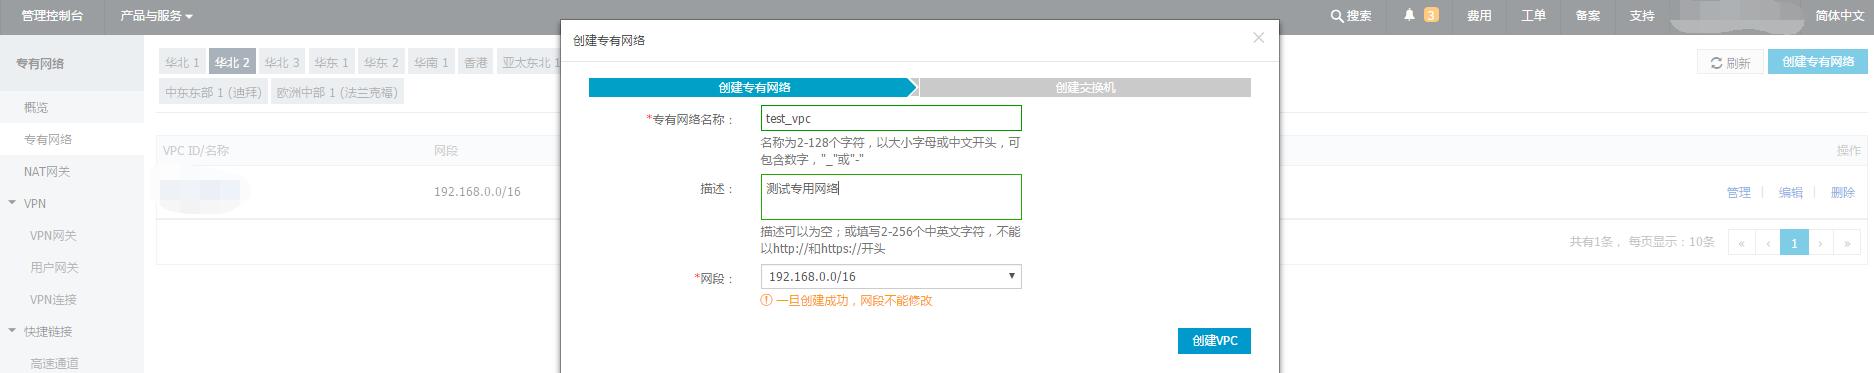 管理控制台 产品与服务 搜索 3 费用 工单 备案 支持 简体中文
专有网络
概览
专有网络
NAT网关
VPN
VPN网关
用户网关
VPN连接
快捷链接
高速通道
华北 1 华北 2 华北 3 华东 1 华东 2 华南 1 香港 亚太东北 1
中东东部 1 (迪拜) 欧洲中部 1 (法兰克福)
刷新 创建专有网络
VPC ID/名称 网段 操作
192.168.0.0/16 管理 编辑 删除
共有1条，每页显示：10条 « ‹ 1 › »
创建专有网络 ×
创建专有网络 创建交换机
*专有网络名称： test_vpc
名称为2-128个字符，以大小字母或中文开头，可
包含数字，"_"或"-"
描述： 测试专用网络
描述可以为空；或填写2-256个中英文字符，不能
以http://和https://开头
*网段： 192.168.0.0/16
一旦创建成功，网段不能修改
创建VPC